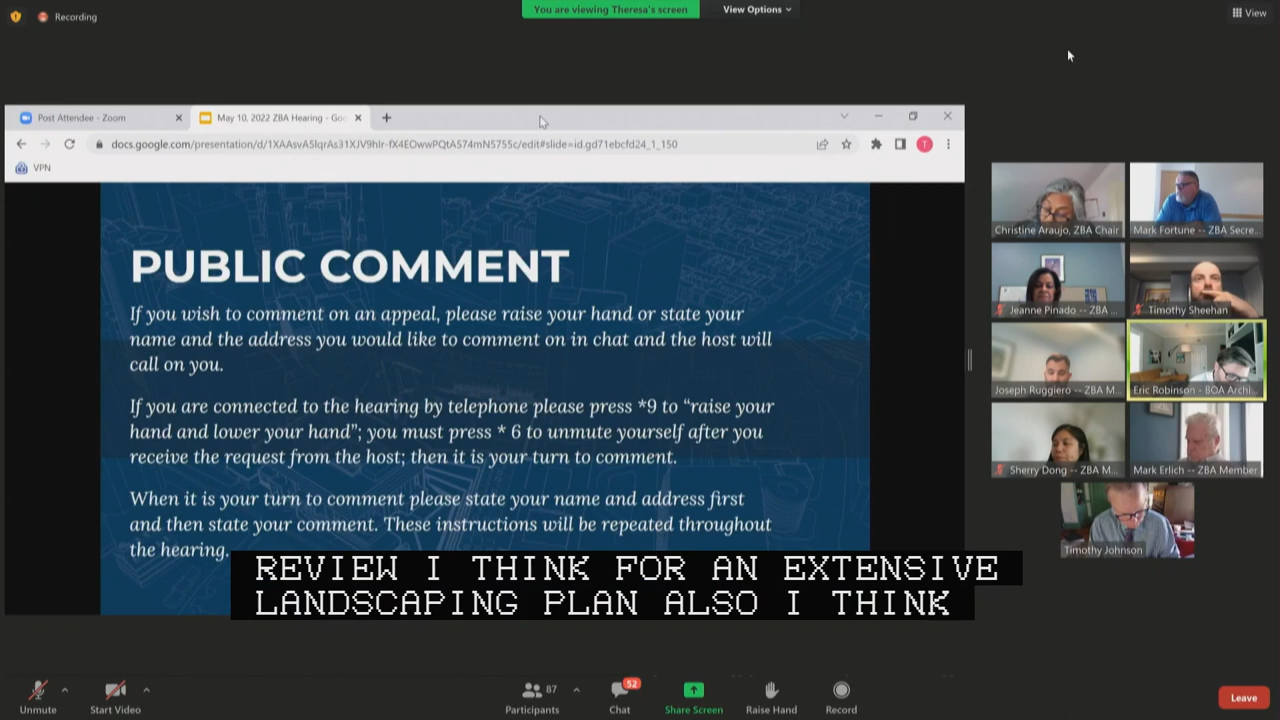 Recording
You are viewing Theresa's screen
View Options
View
Post Attendee - Zoom
May 10, 2022 ZBA Hearing - Goo
docs.google.com/presentation/d/1XAAsvA5lqrAs31XJV9hIr-fX4EOwwPQtA574mN5755c/edit#slide=id.gd71ebcfd24_1_150
T
VPN
PUBLIC COMMENT
If you wish to comment on an appeal, please raise your hand or state your
name and the address you would like to comment on in chat and the host will
call on you.
If you are connected to the hearing by telephone please press *9 to “raise your
hand and lower your hand”; you must press * 6 to unmute yourself after you
receive the request from the host; then it is your turn to comment.
When it is your turn to comment please state your name and address first
and then state your comment. These instructions will be repeated throughout
the hearing.
REVIEW I THINK FOR AN EXTENSIVE
LANDSCAPING PLAN ALSO I THINK
Christine Araujo, ZBA Chair
Mark Fortune -- ZBA Secre...
Jeanne Pinado -- ZBA ...
Timothy Sheehan
Joseph Ruggiero -- ZBA M...
Eric Robinson - BOA Archi...
Sherry Dong -- ZBA M...
Mark Erlich -- ZBA Member
Timothy Johnson
Unmute
Start Video
87
Participants
52
Chat
Share Screen
Raise Hand
Record
Leave